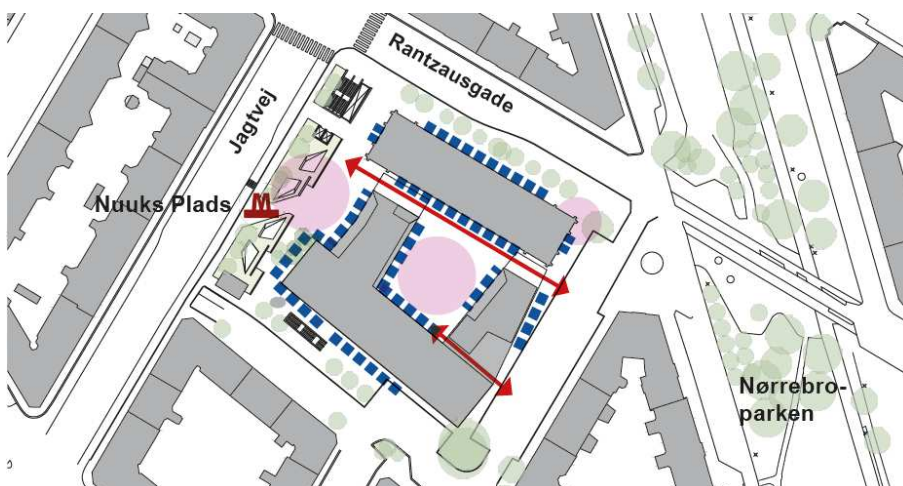 Rantzausgade
Jagtvej
Nuuks Plads
M
Nørrebro-
parken